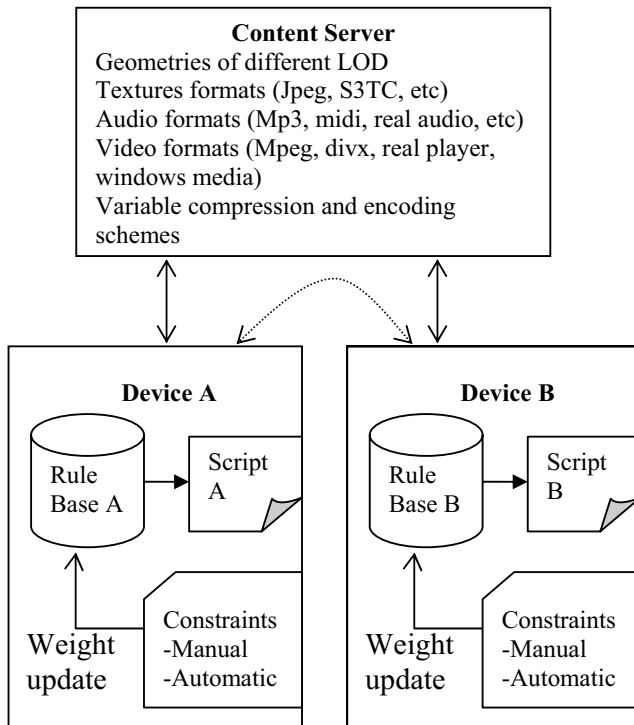 Content Server
Geometries of different LOD
Textures formats (Jpeg, S3TC, etc)
Audio formats (Mp3, midi, real audio, etc)
Video formats (Mpeg, divx, real player,
windows media)
Variable compression and encoding
schemes
Device A
Rule
Base A
Script
A
Constraints
-Manual
-Automatic
Weight
update
Device B
Rule
Base B
Script
B
Constraints
-Manual
-Automatic
Weight
update